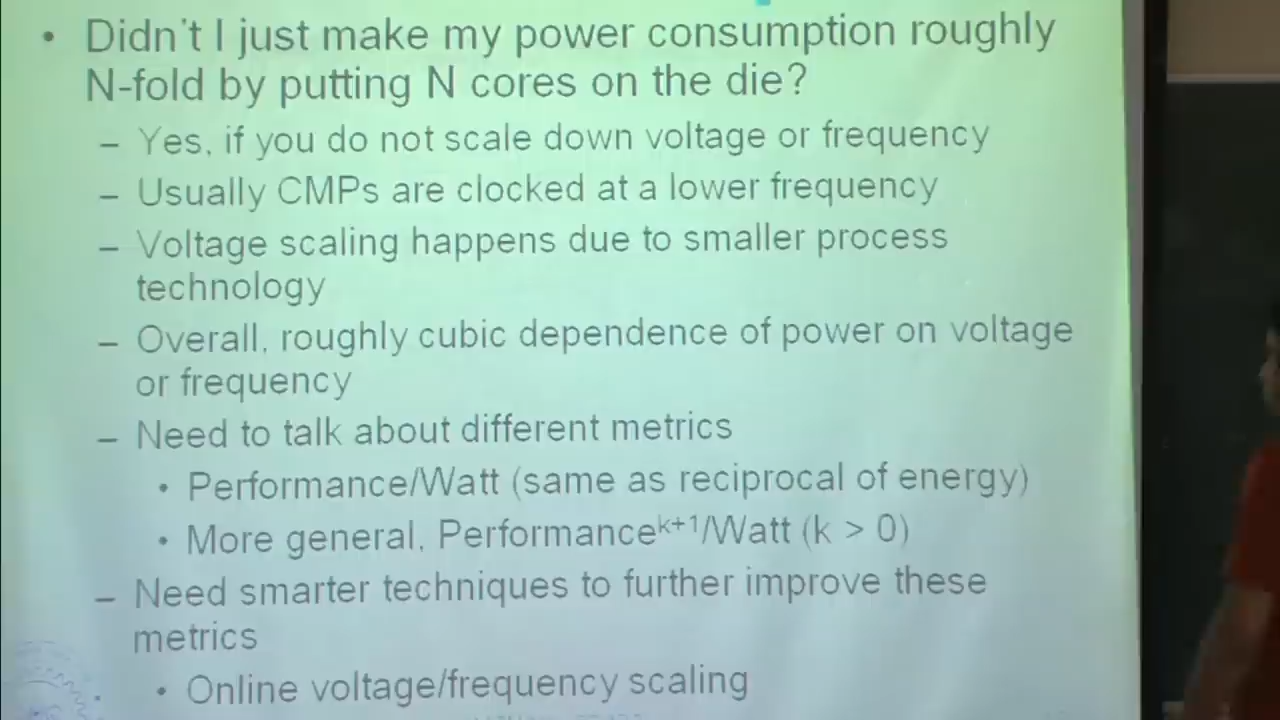 • Didn't I just make my power consumption roughly
N-fold by putting N cores on the die?
– Yes, if you do not scale down voltage or frequency
– Usually CMPs are clocked at a lower frequency
– Voltage scaling happens due to smaller process
technology
– Overall, roughly cubic dependence of power on voltage
or frequency
– Need to talk about different metrics
• Performance/Watt (same as reciprocal of energy)
• More general, Performanceᵏ⁺¹/Watt (k > 0)
– Need smarter techniques to further improve these
metrics
• Online voltage/frequency scaling